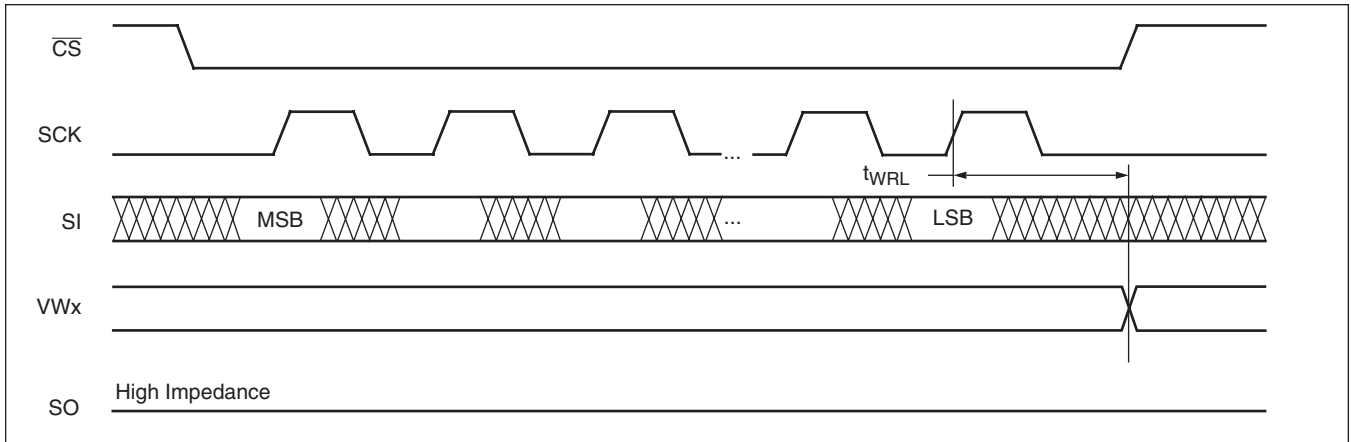 CS
SCK
...
tWRL
SI
MSB
...
LSB
VWx
High Impedance
SO